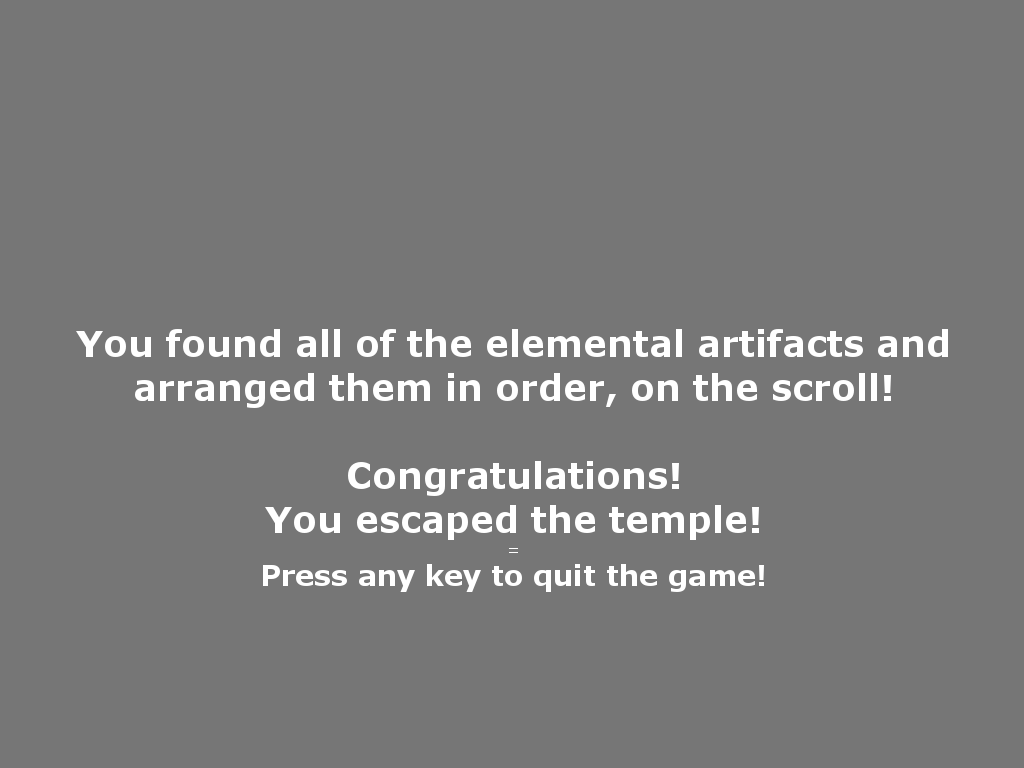 You found all of the elemental artifacts and
arranged them in order, on the scroll!
Congratulations!
You escaped the temple!
=
Press any key to quit the game!